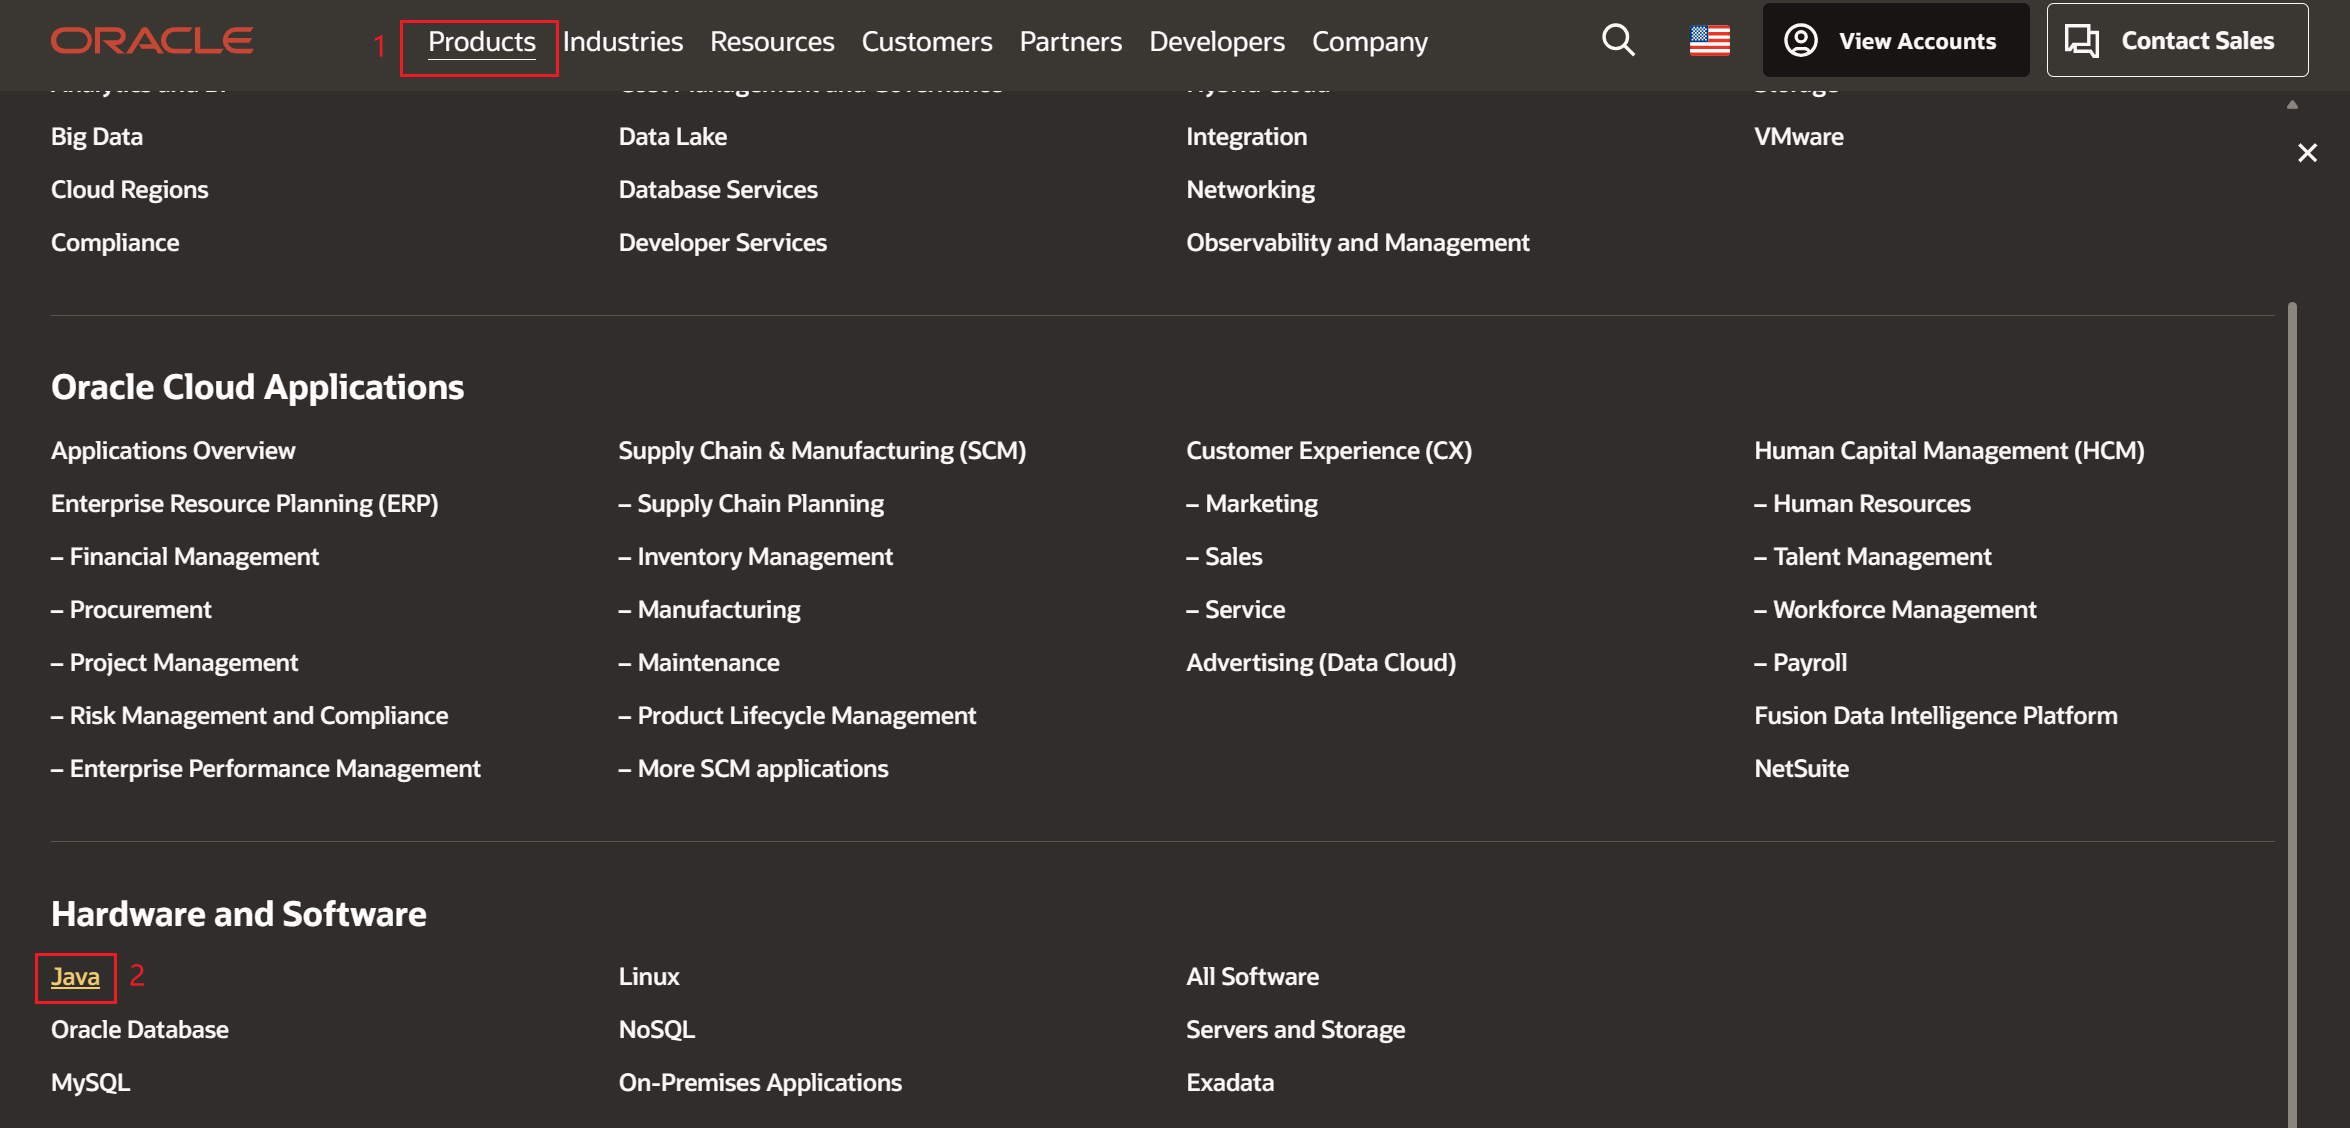 ORACLE
1
Products Industries Resources Customers Partners Developers Company
View Accounts
Contact Sales
Big Data
Cloud Regions
Compliance
Data Lake
Database Services
Developer Services
Integration
Networking
Observability and Management
VMware
Oracle Cloud Applications
Applications Overview
Enterprise Resource Planning (ERP)
– Financial Management
– Procurement
– Project Management
– Risk Management and Compliance
– Enterprise Performance Management
Supply Chain & Manufacturing (SCM)
– Supply Chain Planning
– Inventory Management
– Manufacturing
– Maintenance
– Product Lifecycle Management
– More SCM applications
Customer Experience (CX)
– Marketing
– Sales
– Service
Advertising (Data Cloud)
Human Capital Management (HCM)
– Human Resources
– Talent Management
– Workforce Management
– Payroll
Fusion Data Intelligence Platform
NetSuite
Hardware and Software
Java 2
Oracle Database
MySQL
Linux
NoSQL
On-Premises Applications
All Software
Servers and Storage
Exadata